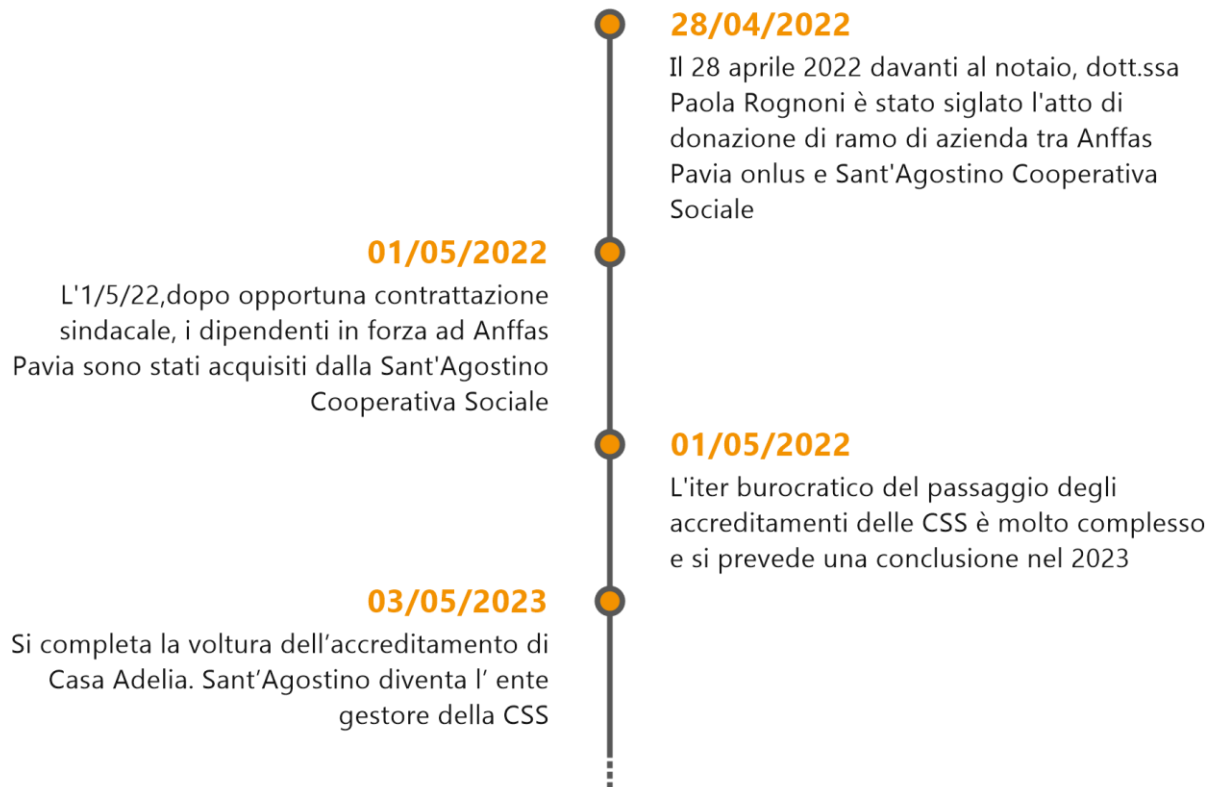 28/04/2022
Il 28 aprile 2022 davanti al notaio, dott.ssa
Paola Rognoni è stato siglato l'atto di
donazione di ramo di azienda tra Anffas
Pavia onlus e Sant'Agostino Cooperativa
Sociale
01/05/2022
L'1/5/22,dopo opportuna contrattazione
sindacale, i dipendenti in forza ad Anffas
Pavia sono stati acquisiti dalla Sant'Agostino
Cooperativa Sociale
01/05/2022
L'iter burocratico del passaggio degli
accreditamenti delle CSS è molto complesso
e si prevede una conclusione nel 2023
03/05/2023
Si completa la voltura dell’accreditamento di
Casa Adelia. Sant’Agostino diventa l’ ente
gestore della CSS